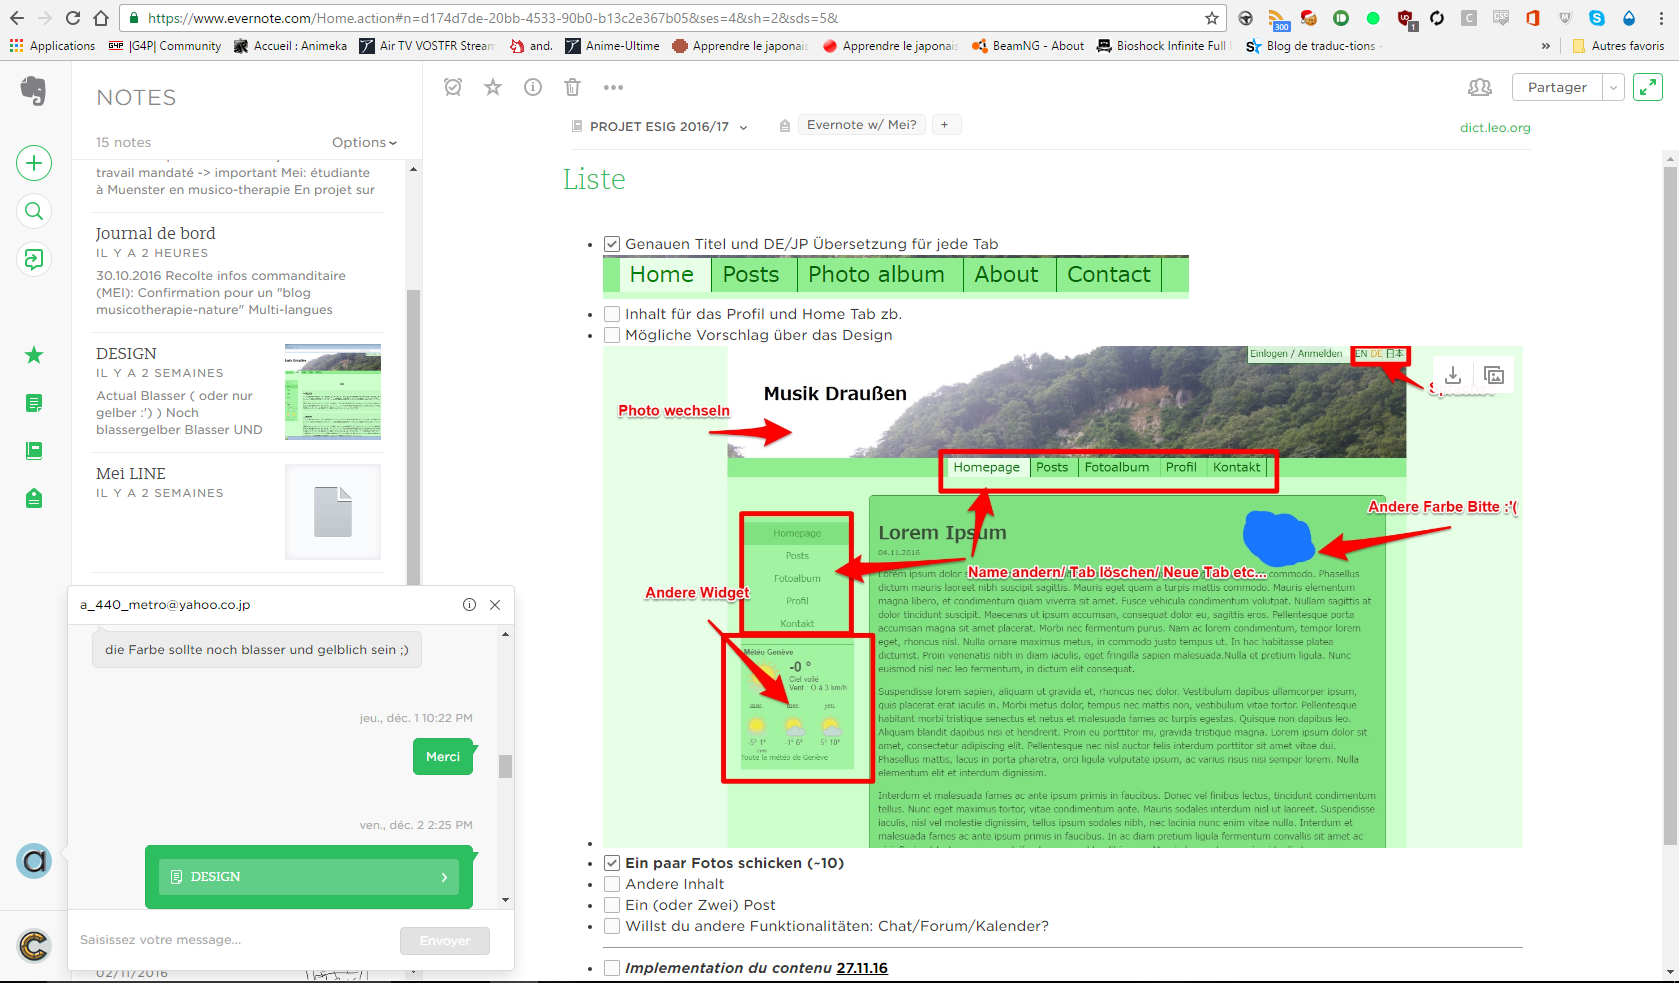 https://www.evernote.com/Home.action#n=d174d7de-20bb-4533-90b0-b13c2e367b05&ses=4&sh=2&sds=5&
300
1
Applications
|G4P| Community
Accueil : Animeka
Air TV VOSTFR Stream
and.
Anime-Ultime
Apprendre le japonais
Apprendre le japonais
BeamNG - About
Bioshock Infinite Full
Blog de traduc-tions -
»
Autres favoris
NOTES
15 notes
Options
travail mandaté -> important Mei: étudiante
à Muenster en musico-therapie En projet sur
Journal de bord
IL Y A 2 HEURES
30.10.2016 Recolte infos commanditaire
(MEI): Confirmation pour un "blog
musicotherapie-nature" Multi-langues
DESIGN
IL Y A 2 SEMAINES
Actual Blasser ( oder nur
gelber :') ) Noch
blassergelber Blasser UND
Mei LINE
IL Y A 2 SEMAINES
a_440_metro@yahoo.co.jp
die Farbe sollte noch blasser und gelblich sein ;)
jeu., déc. 1 10:22 PM
Merci
ven., déc. 2 2:25 PM
DESIGN
Saisissez votre message...
Envoyer
02/11/2016
Partager
PROJET ESIG 2016/17
Evernote w/ Mei?
+
dict.leo.org
Liste
Genauen Titel und DE/JP Übersetzung für jede Tab
Home
Posts
Photo album
About
Contact
Inhalt für das Profil und Home Tab zb.
Mögliche Vorschlag über das Design
Einlogen / Anmelden
EN DE 日本
Musik Draußen
Photo wechseln
Homepage
Posts
Fotoalbum
Profil
Kontakt
Andere Farbe Bitte :'(
Lorem Ipsum
04.11.2016
Homepage
Posts
Fotoalbum
Profil
Kontakt
Name andern/ Tab löschen/ Neue Tab etc...
Andere Widget
Lorem ipsum dolor
commodo. Phasellus
dictum mauris laoreet nibh suscipit sagittis. Mauris eget quam a turpis mattis commodo. Mauris elementum
magna libero, et condimentum quam viverra sit amet. Fusce vehicula condimentum volutpat. Nullam sagittis at
dolor tincidunt suscipit. Maecenas ut ipsum accumsan, consequat dolor eu, sagittis eros. Pellentesque porta
accumsan magna sit amet placerat. Morbi nec fermentum purus. Nam ac lorem condimentum, tempor lorem
eget, rhoncus nisl. Nulla ornare maximus metus, in commodo justo tempus ut. In hac habitasse platea
dictumst. Proin venenatis nibh in diam iaculis, eget fringilla sapien malesuada.Nulla et pretium ligula. Nunc
euismod nisl nec leo fermentum, in dictum elit consequat.
Météo Genève
-0 °
Ciel voilé
Vent : O à 3 km/h
mar.
mer.
jeu.
-5° 1°
-1° 6°
5° 10°
Toute la météo de Genève
Suspendisse lorem sapien, aliquam ut gravida et, rhoncus nec dolor. Vestibulum dapibus ullamcorper ipsum,
quis placerat erat iaculis in. Morbi metus dolor, tempus nec mattis non, vestibulum vitae tortor. Pellentesque
habitant morbi tristique senectus et netus et malesuada fames ac turpis egestas. Quisque non dapibus leo.
Aliquam blandit dapibus nisi et hendrerit. Proin eu porttitor mi, gravida tristique magna. Lorem ipsum dolor sit
amet, consectetur adipiscing elit. Pellentesque nec nisl auctor felis interdum porttitor sit amet vitae dui.
Phasellus mattis, lacus in porta pharetra, orci ligula vulputate ipsum, ac varius risus nisi semper lorem. Nulla
elementum elit et interdum dignissim.
Interdum et malesuada fames ac ante ipsum primis in faucibus. Donec vel finibus lectus, tincidunt condimentum
tellus. Nunc eget maximus tortor, vitae condimentum ante. Mauris sodales interdum nisl ut laoreet. Suspendisse
iaculis, nisl vel molestie dignissim, tellus ipsum sodales nibh, nec lacinia nunc enim vitae nulla. Interdum et
malesuada fames ac ante ipsum primis in faucibus. In ac diam pretium ligula fermentum convallis sit amet ac
Ein paar Fotos schicken (~10)
Andere Inhalt
Ein (oder Zwei) Post
Willst du andere Funktionalitäten: Chat/Forum/Kalender?
Implementation du contenu 27.11.16